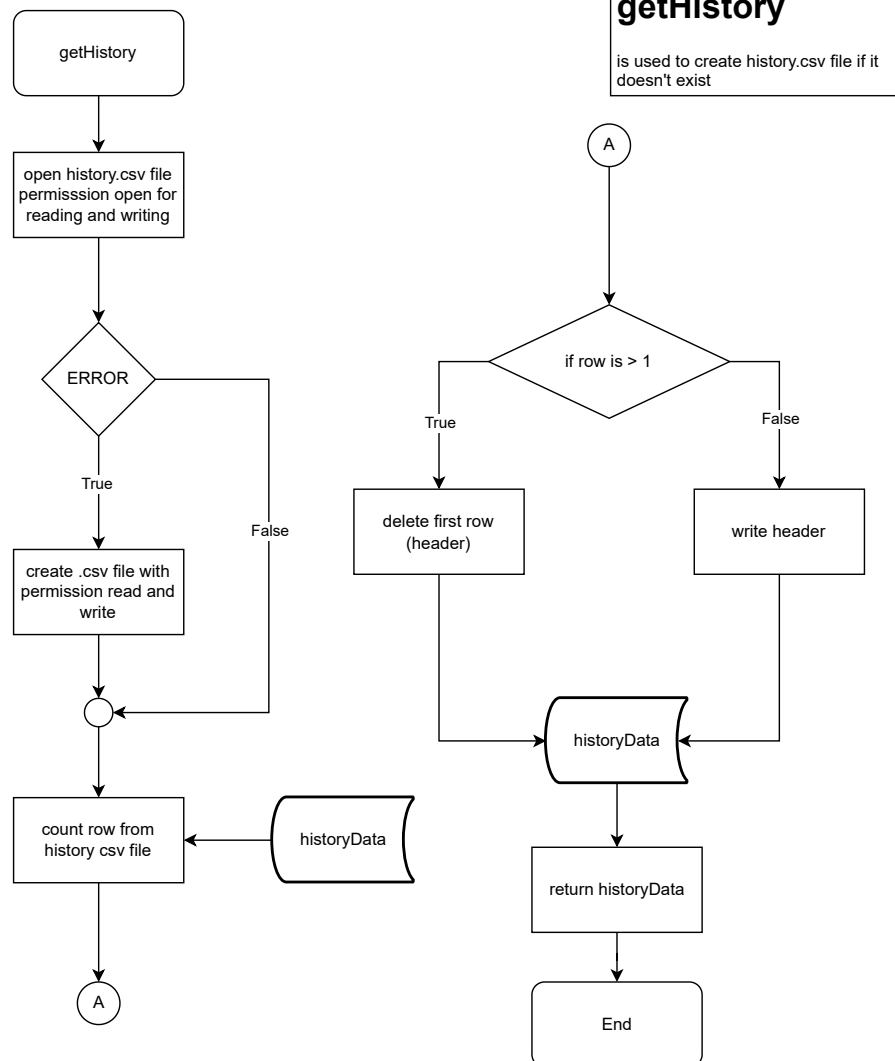 getHistory
open history.csv file
permisssion open for
reading and writing
ERROR
True
False
create .csv file with
permission read and
write
count row from
history csv file
historyData
A
getHistory
is used to create history.csv file if it
doesn't exist
A
if row is > 1
True
False
delete first row
(header)
write header
historyData
return historyData
End